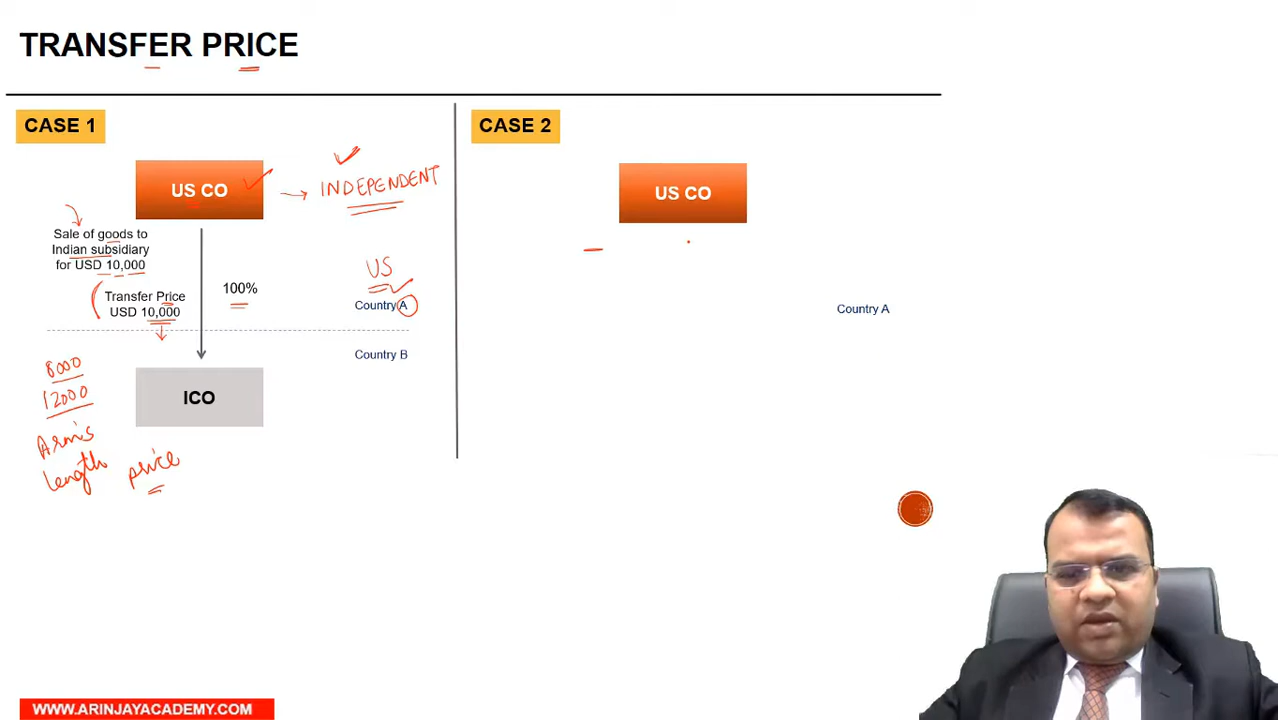 TRANSFER PRICE
CASE 1
US CO
INDEPENDENT
Sale of goods to
Indian subsidiary
for USD 10,000
US
Transfer Price
USD 10,000
100%
Country A
Country B
8000
12000
ICO
Arm's
length price
CASE 2
US CO
Country A
WWW.ARINJAYACADEMY.COM